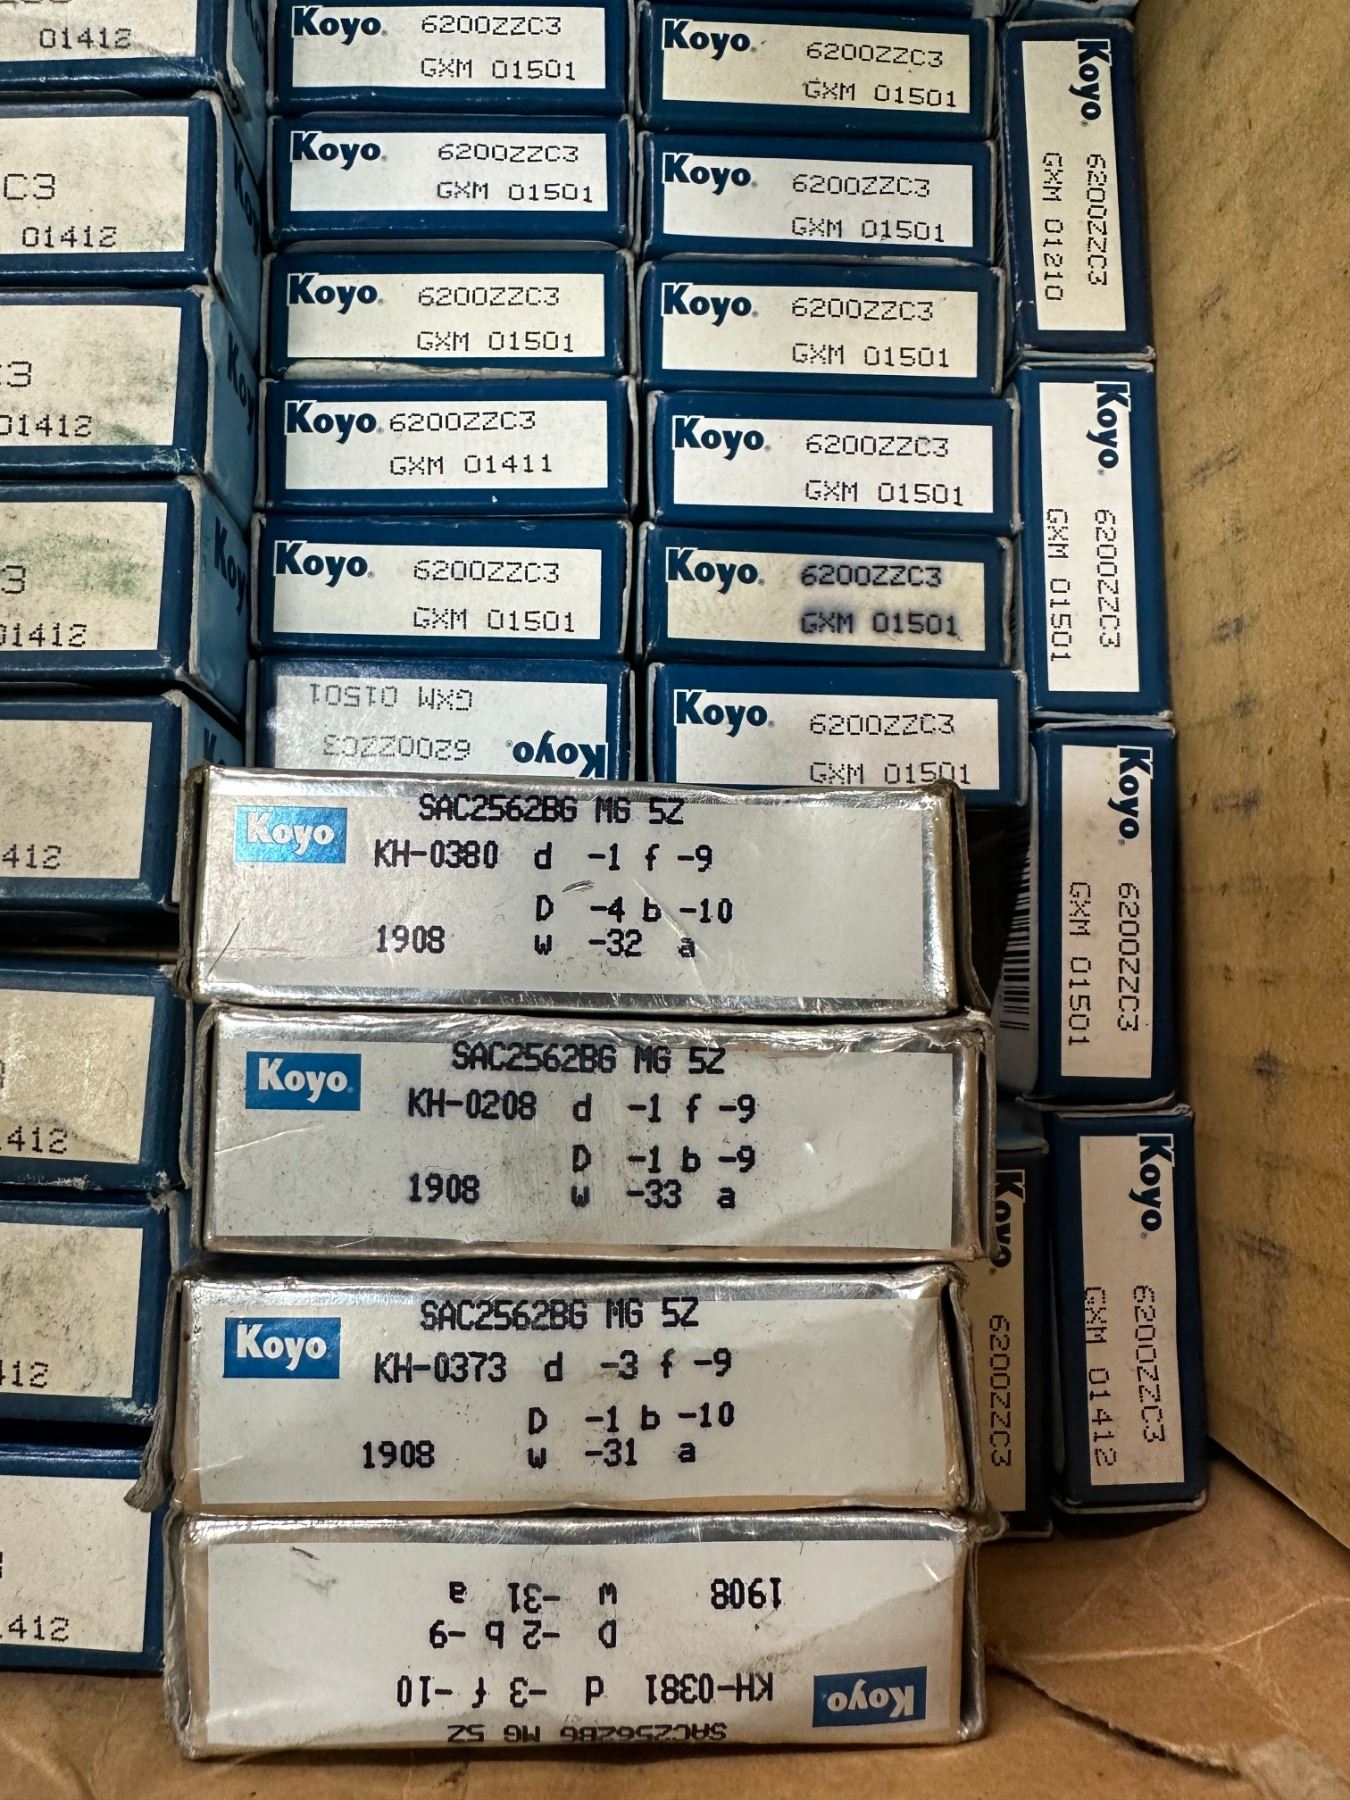 01412
C3
01412
C3
01412
3
01412
412
412
412
412
Koyo
Koyo
Koyo
Koyo. 6200ZZC3
GXM 01501
Koyo. 6200ZZC3
GXM 01501
Koyo. 6200ZZC3
GXM 01501
Koyo. 6200ZZC3
GXM 01411
Koyo. 6200ZZC3
GXM 01501
Koyo. 6200ZZC3
GXM 01501
Koyo. 6200ZZC3
GXM 01501
Koyo. 6200ZZC3
GXM 01501
Koyo. 6200ZZC3
GXM 01501
Koyo. 6200ZZC3
GXM 01501
Koyo. 6200ZZC3
GXM 01501
Koyo. 6200ZZC3
GXM 01501
Koyo. 6200ZZC3
GXM 01210
Koyo. 6200ZZC3
GXM 01501
Koyo. 6200ZZC3
GXM 01501
Koyo. 6200ZZC3
GXM 01412
Koyo 6200ZZC3
Koyo SAC2562BG MG 5Z
KH-0380 d -1 f -9
D -4 b -10
1908 W -32 a
Koyo SAC2562BG MG 5Z
KH-0208 d -1 f -9
D -1 b -9
1908 W -33 a
Koyo SAC2562BG MG 5Z
KH-0373 d -3 f -9
D -1 b -10
1908 W -31 a
Koyo SAC2562BG MG 5Z
KH-0381 d -3 f -10
D -2 b -9
1908 W -31 a